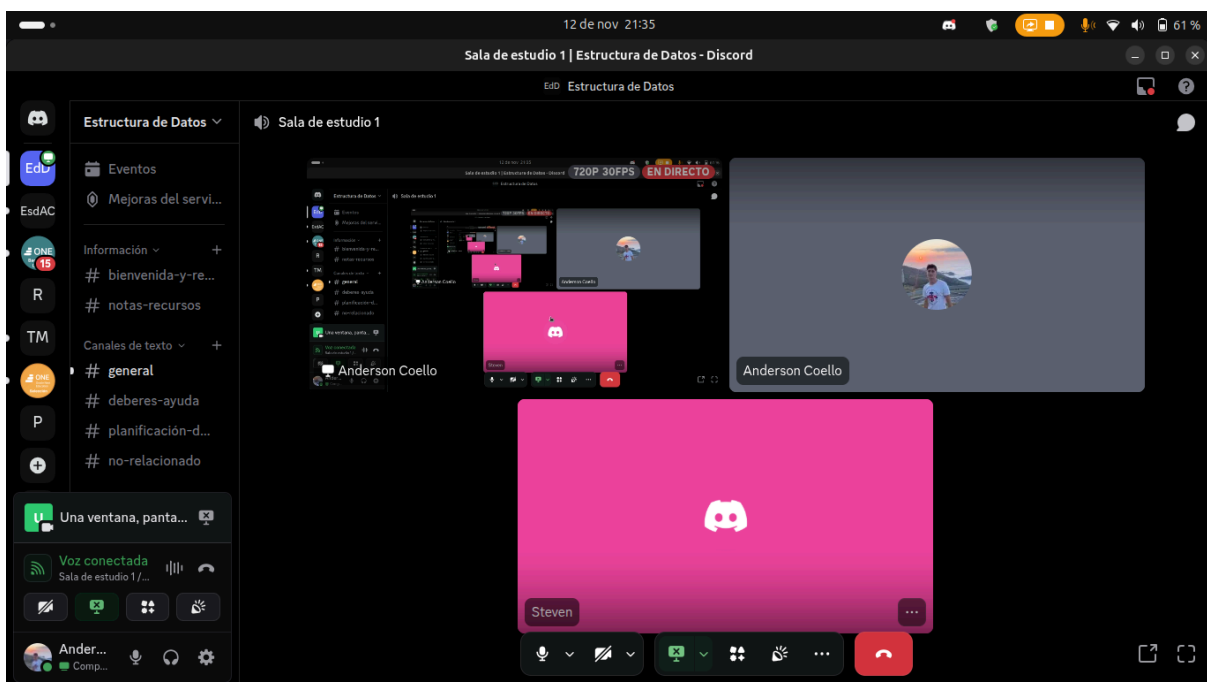 12 de nov 21:35
61 %
Sala de estudio 1 | Estructura de Datos - Discord
EdD Estructura de Datos
Estructura de Datos
Sala de estudio 1
EdD
Eventos
EsdAC
Mejoras del servi...
ONE
15
Información
R
# bienvenida-y-re...
# notas-recursos
TM
Canales de texto
ONE
# general
# deberes-ayuda
P
# planificación-d...
# no-relacionado
720P 30FPS
EN DIRECTO
Anderson Coello
Anderson Coello
Steven
Una ventana, panta...
Voz conectada
Sala de estudio 1 /...
Ander...
Comp...